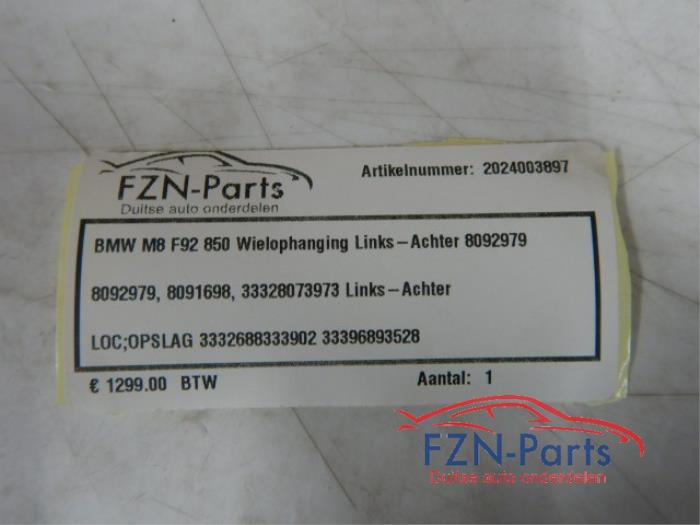 FZN-Parts
Duitse auto onderdelen
Artikelnummer: 2024003897
BMW M8 F92 850 Wielophanging Links-Achter 8092979
8092979, 8091698, 33328073973 Links-Achter
LOC;OPSLAG 3332688333902 33396893528
€ 1299.00 BTW
Aantal: 1
FZN-Parts
Duitse auto onderdelen